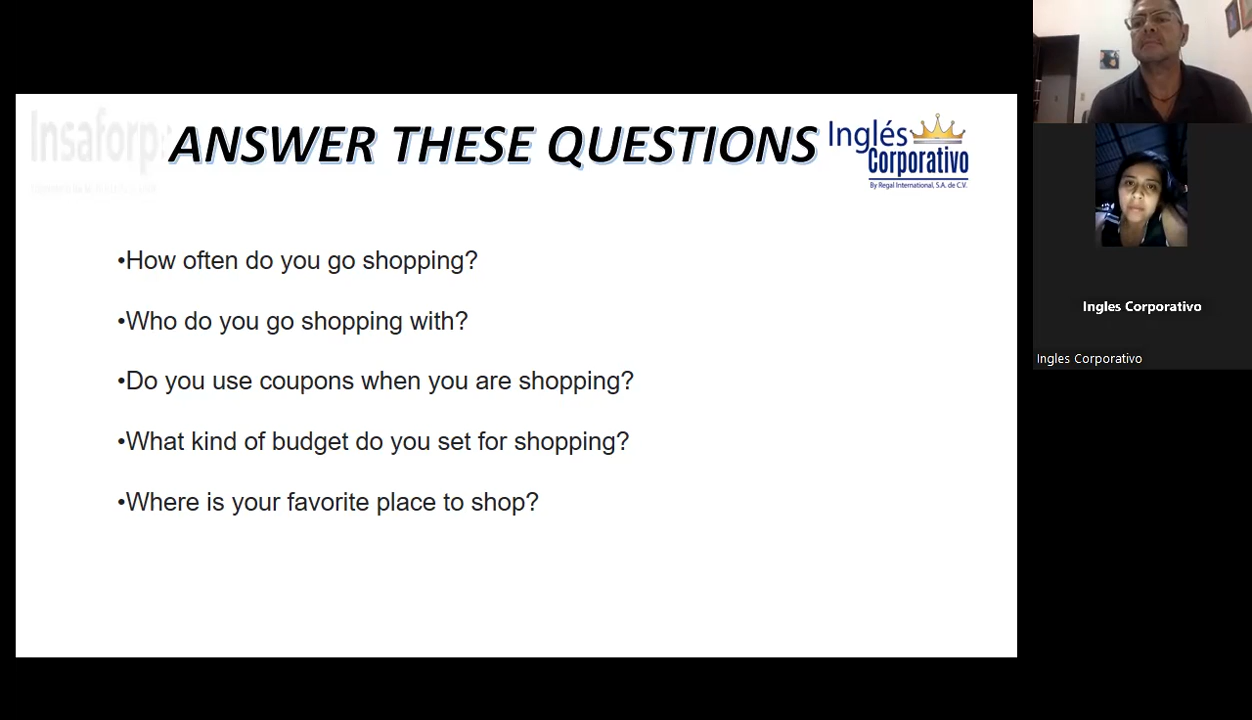 Insaforp
ANSWER THESE QUESTIONS
Inglés
Corporativo
By Regal International, S.A. de C.V.
•How often do you go shopping?
•Who do you go shopping with?
•Do you use coupons when you are shopping?
•What kind of budget do you set for shopping?
•Where is your favorite place to shop?
Ingles Corporativo
Ingles Corporativo